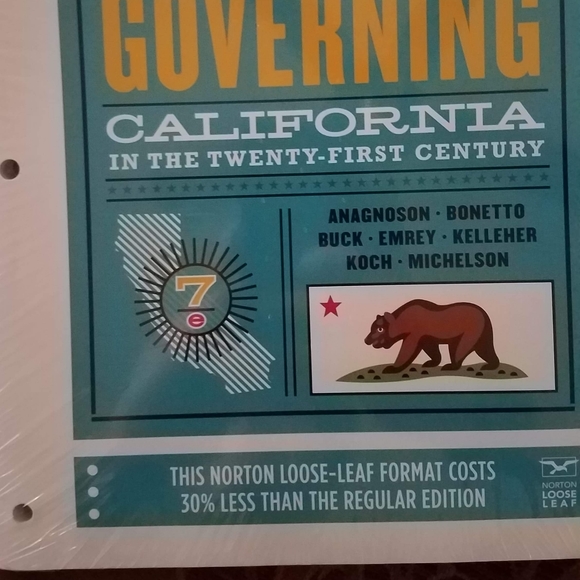 GOVERNING
CALIFORNIA
IN THE TWENTY-FIRST CENTURY
ANAGNOSON · BONETTO
BUCK · EMREY · KELLEHER
KOCH · MICHELSON
7
e
THIS NORTON LOOSE-LEAF FORMAT COSTS
30% LESS THAN THE REGULAR EDITION
NORTON
LOOSE
LEAF